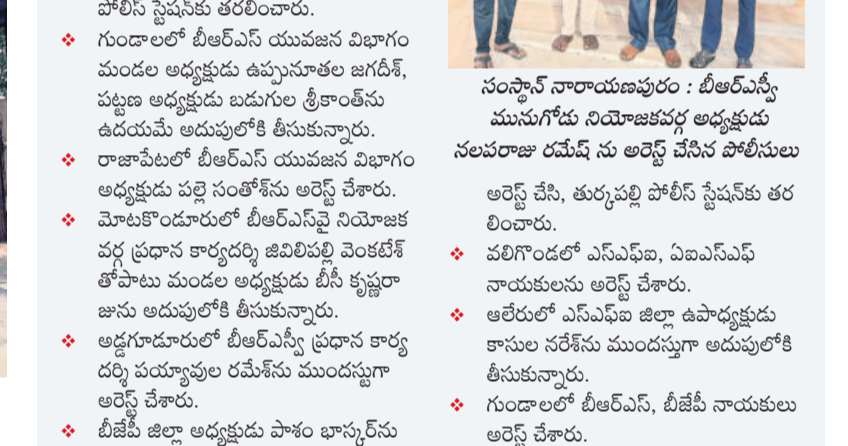 పోలీస్ స్టేషన్‌కు తరలించారు.
గుండాలలో బీఆర్ఎస్ యువజన విభాగం
మండల అధ్యక్షుడు ఉప్పునూతల జగదీశ్,
పట్టణ అధ్యక్షుడు బడుగుల శ్రీకాంత్‌ను
ఉదయమే అదుపులోకి తీసుకున్నారు.
రాజాపేటలో బీఆర్ఎస్ యువజన విభాగం
అధ్యక్షుడు పల్లె సంతోశ్‌ను అరెస్ట్ చేశారు.
మోటకొండూరులో బీఆర్ఎస్‌వై నియోజక
వర్గ ప్రధాన కార్యదర్శి జివిలిపల్లి వెంకటేశ్
తోపాటు మండల అధ్యక్షుడు బీసీ కృష్ణరా
జును అదుపులోకి తీసుకున్నారు.
అడ్డగూడూరులో బీఆర్ఎస్వీ ప్రధాన కార్య
దర్శి పయ్యావుల రమేశ్‌ను ముందస్టుగా
అరెస్ట్ చేశారు.
బీజేపీ జిల్లా అధ్యక్షుడు పాశం భాస్కర్‌ను
సంస్థాన్ నారాయణపురం : బీఆర్ఎస్వీ
మునుగోడు నియోజకవర్గ అధ్యక్షుడు
నలపరాజు రమేష్ ను అరెస్ట్ చేసిన పోలీసులు
అరెస్ట్ చేసి, తుర్కపల్లి పోలీస్ స్టేషన్‌కు తర
లించారు.
వలిగొండలో ఎస్ఎఫ్ఐ, ఏఐఎస్ఎఫ్
నాయకులను అరెస్ట్ చేశారు.
ఆలేరులో ఎస్ఎఫ్ఐ జిల్లా ఉపాధ్యక్షుడు
కాసుల నరేశ్‌ను ముందస్తుగా అదుపులోకి
తీసుకున్నారు.
గుండాలలో బీఆర్ఎస్, బీజేపీ నాయకులు
అరెస్ట్ చేశారు.